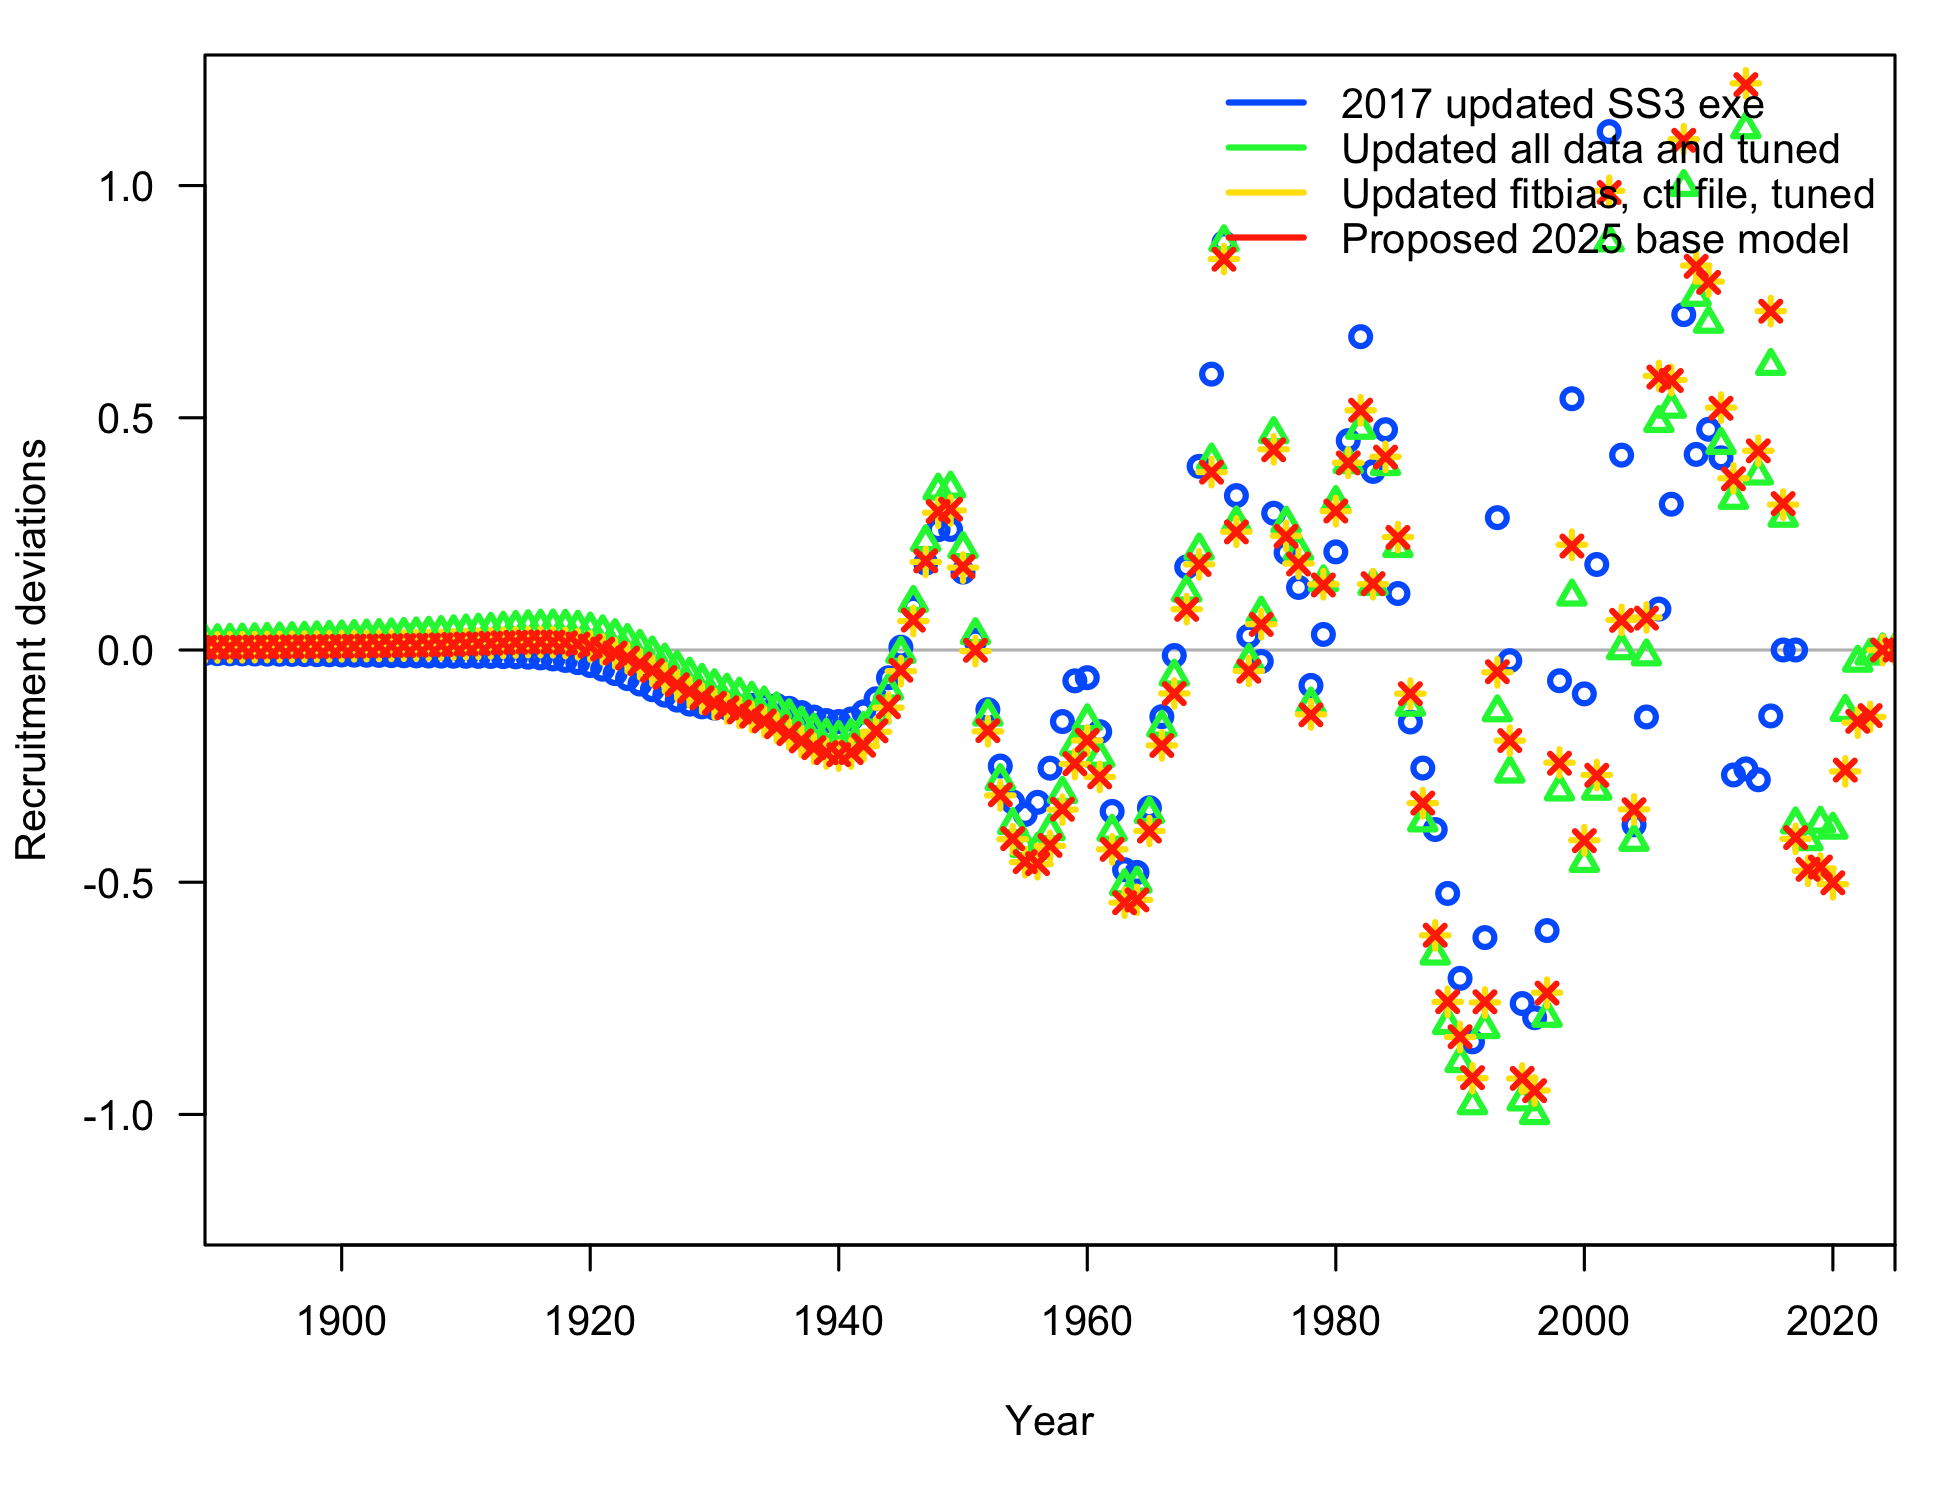 2017 updated SS3 exe
Updated all data and tuned
Updated fitbias, ctl file, tuned
Proposed 2025 base model
Recruitment deviations
1.0
0.5
0.0
-0.5
-1.0
1900 1920 1940 1960 1980 2000 2020
Year